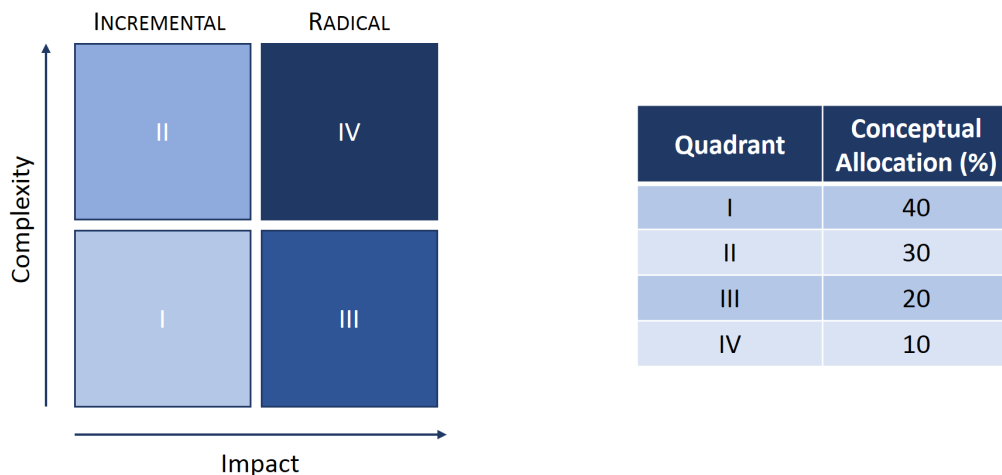 INCREMENTAL RADICAL
Complexity
II IV
I III
Impact
Quadrant Conceptual Allocation (%)
I 40
II 30
III 20
IV 10